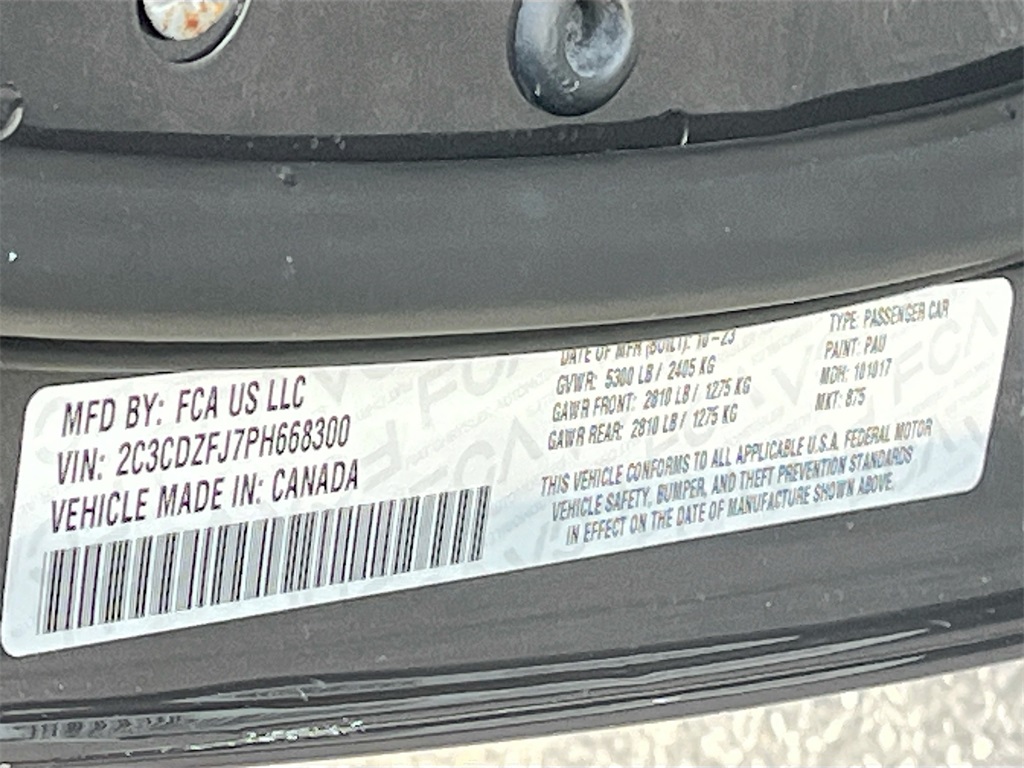 MFD BY: FCA US LLC
VIN: 2C3CDZFJ7PH668300
VEHICLE MADE IN: CANADA
DATE OF MFR (BUILT): 10-23
GVWR: 5300 LB / 2405 KG
GAWR FRONT: 2810 LB / 1275 KG
GAWR REAR: 2810 LB / 1275 KG
TYPE: PASSENGER CAR
PAINT: PAU
MDH: 101017
MKT: 875
THIS VEHICLE CONFORMS TO ALL APPLICABLE U.S.A. FEDERAL MOTOR
VEHICLE SAFETY, BUMPER, AND THEFT PREVENTION STANDARDS
IN EFFECT ON THE DATE OF MANUFACTURE SHOWN ABOVE.